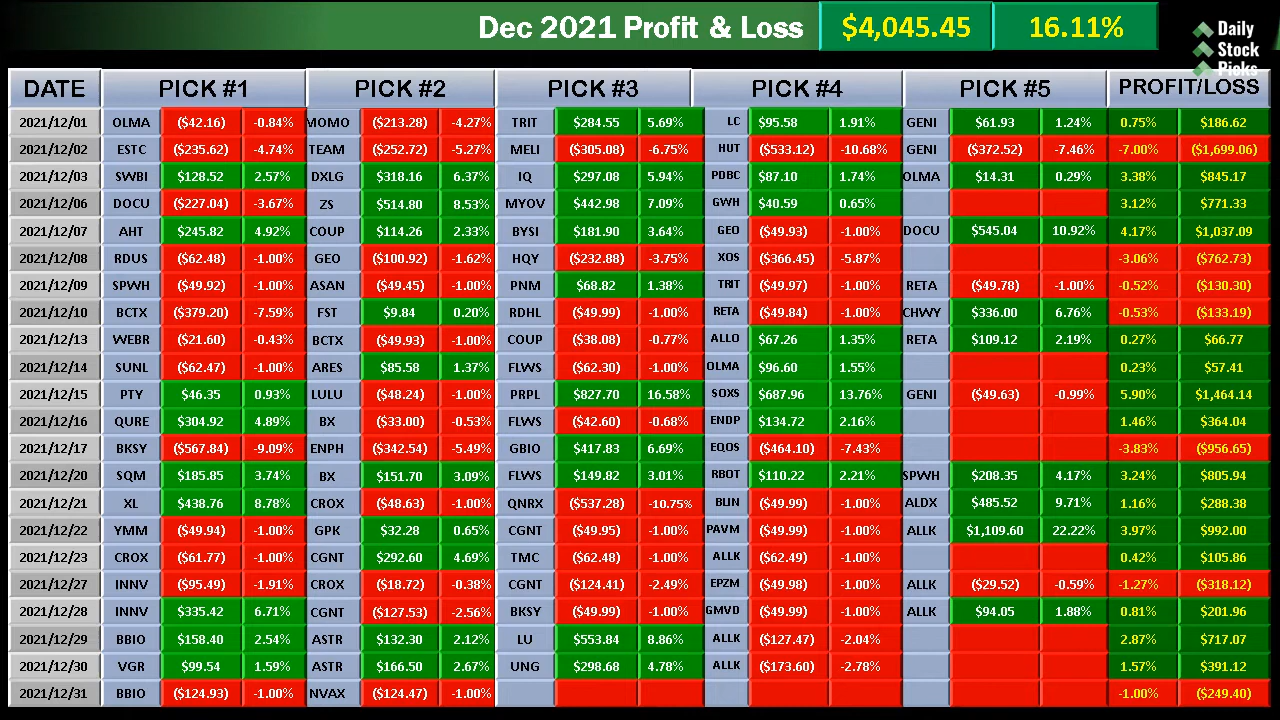 Dec 2021 Profit & Loss $4,045.45 16.11%
Daily
Stock
Picks
DATE PICK #1 PICK #2 PICK #3 PICK #4 PICK #5 PROFIT/LOSS
2021/12/01 OLMA ($42.16) -0.84% MOMO ($213.28) -4.27% TRIT $284.55 5.69% LC $95.58 1.91% GENI $61.93 1.24% 0.75% $186.62
2021/12/02 ESTC ($235.62) -4.74% TEAM ($252.72) -5.27% MELI ($305.08) -6.75% HUT ($533.12) -10.68% GENI ($372.52) -7.46% -7.00% ($1,699.06)
2021/12/03 SWBI $128.52 2.57% DXLG $318.16 6.37% IQ $297.08 5.94% PDBC $87.10 1.74% OLMA $14.31 0.29% 3.38% $845.17
2021/12/06 DOCU ($227.04) -3.67% ZS $514.80 8.53% MYOV $442.98 7.09% GWH $40.59 0.65% 3.12% $771.33
2021/12/07 AHT $245.82 4.92% COUP $114.26 2.33% BYSI $181.90 3.64% GEO ($49.93) -1.00% DOCU $545.04 10.92% 4.17% $1,037.09
2021/12/08 RDUS ($62.48) -1.00% GEO ($100.92) -1.62% HQY ($232.88) -3.75% XOS ($366.45) -5.87% -3.06% ($762.73)
2021/12/09 SPWH ($49.92) -1.00% ASAN ($49.45) -1.00% PNM $68.82 1.38% TRIT ($49.97) -1.00% RETA ($49.78) -1.00% -0.52% ($130.30)
2021/12/10 BCTX ($379.20) -7.59% FST $9.84 0.20% RDHL ($49.99) -1.00% RETA ($49.84) -1.00% CHWY $336.00 6.76% -0.53% ($133.19)
2021/12/13 WEBR ($21.60) -0.43% BCTX ($49.93) -1.00% COUP ($38.08) -0.77% ALLO $67.26 1.35% RETA $109.12 2.19% 0.27% $66.77
2021/12/14 SUNL ($62.47) -1.00% ARES $85.58 1.37% FLWS ($62.30) -1.00% OLMA $96.60 1.55% 0.23% $57.41
2021/12/15 PTY $46.35 0.93% LULU ($48.24) -1.00% PRPL $827.70 16.58% SOXS $687.96 13.76% GENI ($49.63) -0.99% 5.90% $1,464.14
2021/12/16 QURE $304.92 4.89% BX ($33.00) -0.53% FLWS ($42.60) -0.68% ENDP $134.72 2.16% 1.46% $364.04
2021/12/17 BKSY ($567.84) -9.09% ENPH ($342.54) -5.49% GBIO $417.83 6.69% EQOS ($464.10) -7.43% -3.83% ($956.65)
2021/12/20 SQM $185.85 3.74% BX $151.70 3.09% FLWS $149.82 3.01% RBOT $110.22 2.21% SPWH $208.35 4.17% 3.24% $805.94
2021/12/21 XL $438.76 8.78% CROX ($48.63) -1.00% QNRX ($537.28) -10.75% BLIN ($49.99) -1.00% ALDX $485.52 9.71% 1.16% $288.38
2021/12/22 YMM ($49.94) -1.00% GPK $32.28 0.65% CGNT ($49.95) -1.00% PAVM ($49.99) -1.00% ALLK $1,109.60 22.22% 3.97% $992.00
2021/12/23 CROX ($61.77) -1.00% CGNT $292.60 4.69% TMC ($62.48) -1.00% ALLK ($62.49) -1.00% 0.42% $105.86
2021/12/27 INNV ($95.49) -1.91% CROX ($18.72) -0.38% CGNT ($124.41) -2.49% EPZM ($49.98) -1.00% ALLK ($29.52) -0.59% -1.27% ($318.12)
2021/12/28 INNV $335.42 6.71% CGNT ($127.53) -2.56% BKSY ($49.99) -1.00% GMVD ($49.99) -1.00% ALLK $94.05 1.88% 0.81% $201.96
2021/12/29 BBIO $158.40 2.54% ASTR $132.30 2.12% LU $553.84 8.86% ALLK ($127.47) -2.04% 2.87% $717.07
2021/12/30 VGR $99.54 1.59% ASTR $166.50 2.67% UNG $298.68 4.78% ALLK ($173.60) -2.78% 1.57% $391.12
2021/12/31 BBIO ($124.93) -1.00% NVAX ($124.47) -1.00% -1.00% ($249.40)